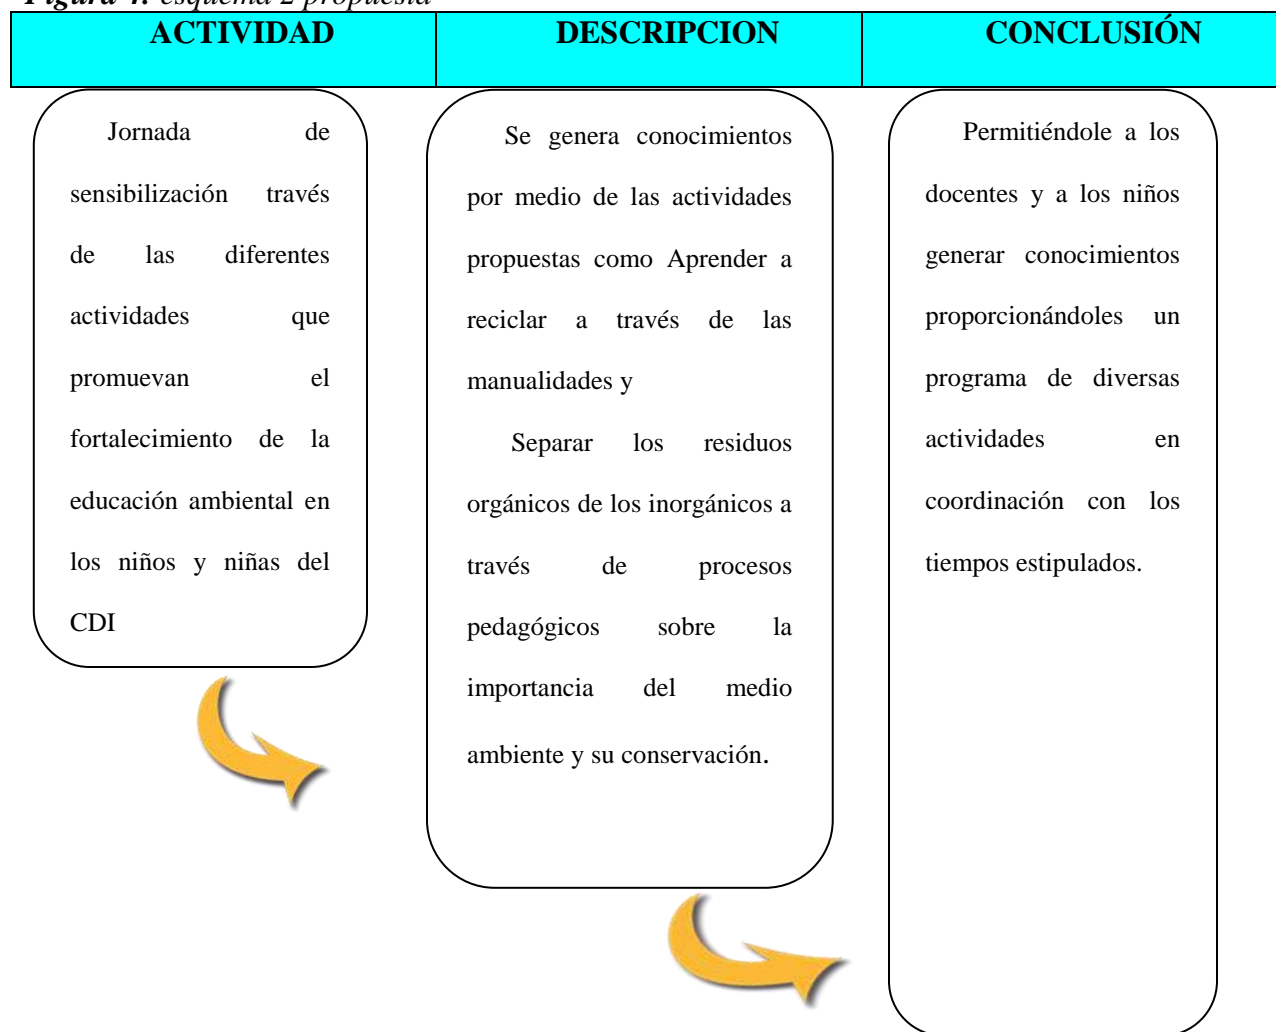 Figura 4. esquema 2 propuesta
ACTIVIDAD
DESCRIPCION
CONCLUSIÓN
Jornada de
sensibilización través
de las diferentes
actividades que
promuevan el
fortalecimiento de la
educación ambiental en
los niños y niñas del
CDI
Se genera conocimientos
por medio de las actividades
propuestas como Aprender a
reciclar a través de las
manualidades y
Separar los residuos
orgánicos de los inorgánicos a
través de procesos
pedagógicos sobre la
importancia del medio
ambiente y su conservación.
Permitiéndole a los
docentes y a los niños
generar conocimientos
proporcionándoles un
programa de diversas
actividades en
coordinación con los
tiempos estipulados.